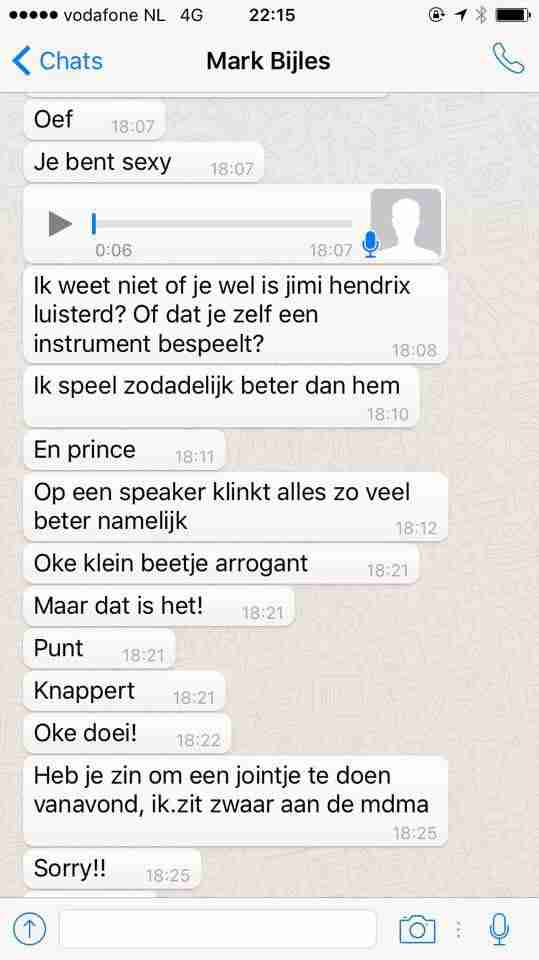 vodafone NL 4G 22:15
Chats Mark Bijles
Oef 18:07
Je bent sexy 18:07
0:06 18:07
Ik weet niet of je wel is jimi hendrix
luisterd? Of dat je zelf een
instrument bespeelt? 18:08
Ik speel zodadelijk beter dan hem
18:10
En prince 18:11
Op een speaker klinkt alles zo veel
beter namelijk 18:12
Oke klein beetje arrogant 18:21
Maar dat is het! 18:21
Punt 18:21
Knappert 18:21
Oke doei! 18:22
Heb je zin om een jointje te doen
vanavond, ik.zit zwaar aan de mdma
18:25
Sorry!! 18:25